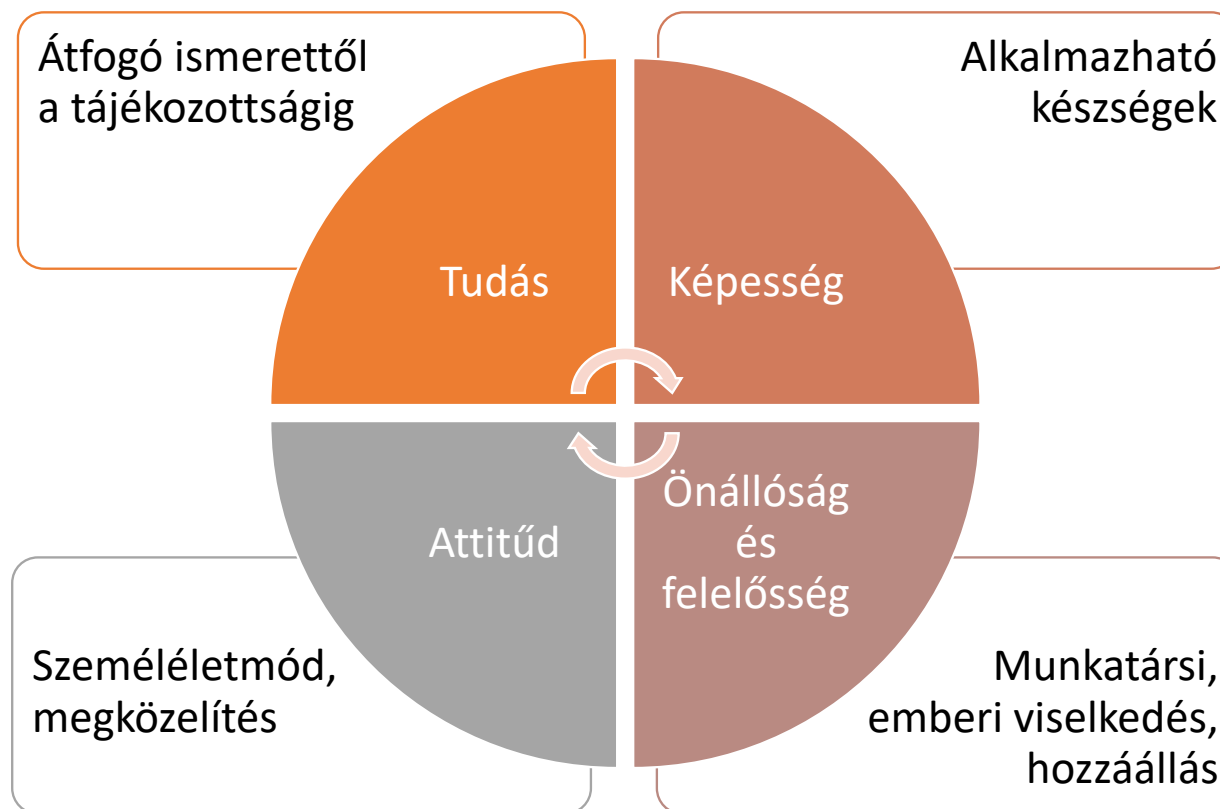 Átfogó ismerettől
a tájékozottságig
Alkalmazható
készségek
Tudás
Képesség
Attitűd
Önállóság
és
felelősség
Személéletmód,
megközelítés
Munkatársi,
emberi viselkedés,
hozzáállás